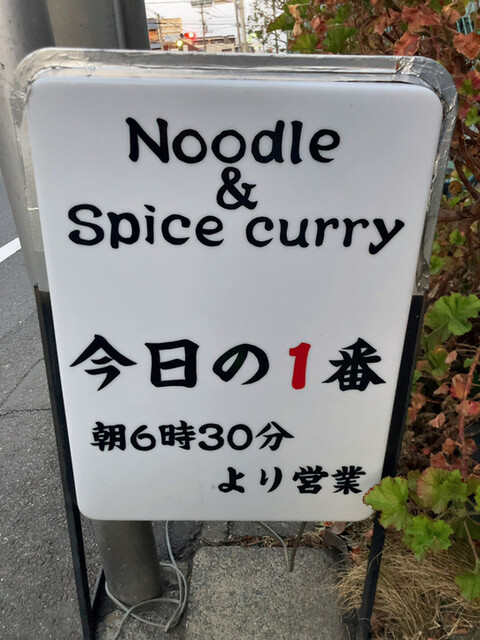 Noodle
&
Spice curry
今日の1番
朝6時30分
より営業